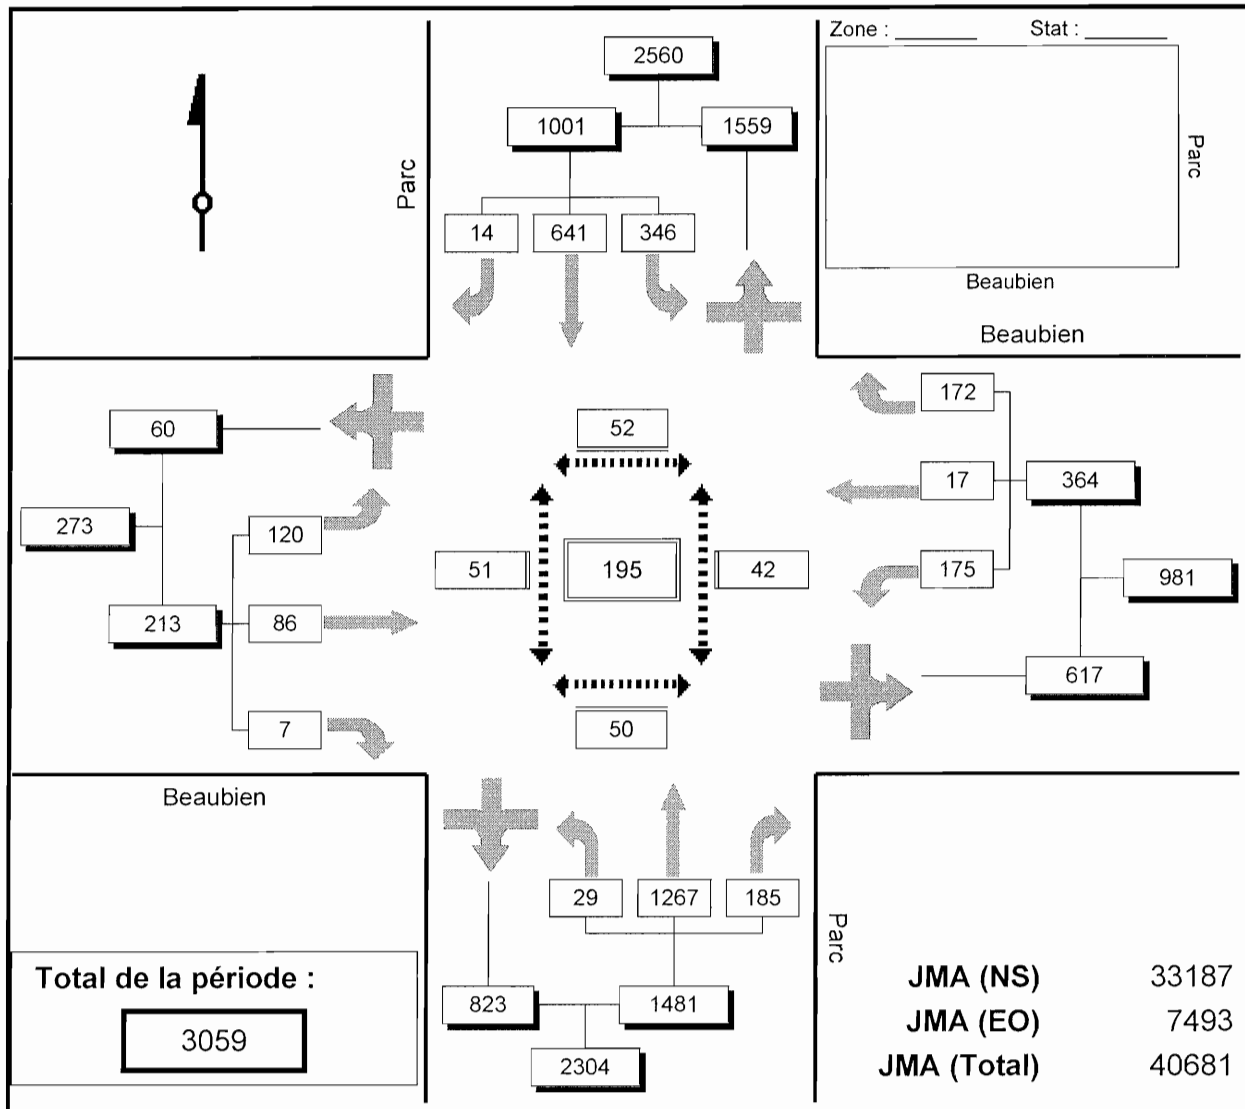 Zone : Stat :
2560
1001 1559
Parc
Parc
14 641 346
Beaubien
Beaubien
172
60 52
17 364
273 120
51 195 42
175 981
213 86
617
7 50
Beaubien
29 1267 185
Parc
Total de la période :
JMA (NS) 33187
823 1481
JMA (EO) 7493
3059
2304
JMA (Total) 40681